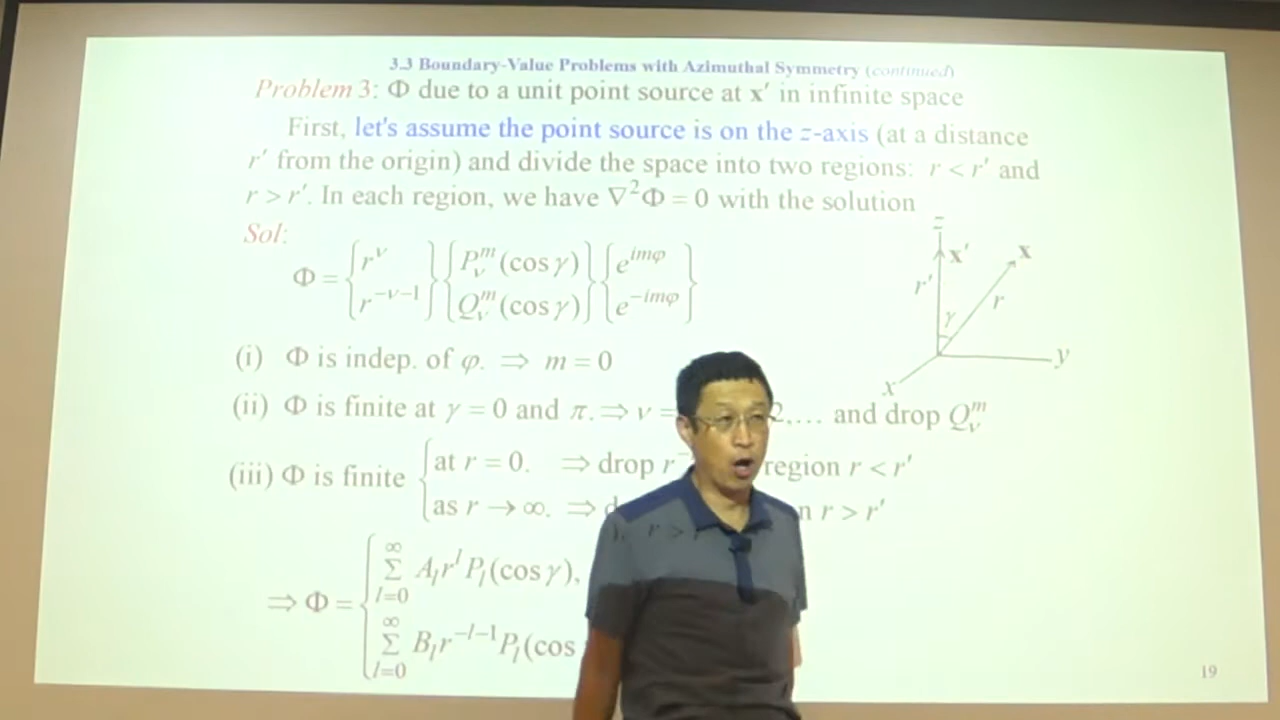 3.3 Boundary-Value Problems with Azimuthal Symmetry (continued)
Problem 3: Φ due to a unit point source at x′ in infinite space
First, let's assume the point source is on the z-axis (at a distance
r′ from the origin) and divide the space into two regions: r < r′ and
r > r′. In each region, we have ∇²Φ = 0 with the solution
Sol:
Φ = { r^ν r^{−ν−1} } { P_ν^m (cos γ) Q_ν^m (cos γ) } { e^{imφ} e^{−imφ} }
z
x′
x
r′
r
γ
y
x
(i) Φ is indep. of φ. ⇒ m = 0
(ii) Φ is finite at γ = 0 and π. ⇒ ν = 2,… and drop Q_ν^m
(iii) Φ is finite { at r = 0. ⇒ drop r region r < r′
as r → ∞. ⇒ r > r′
⇒ Φ = { ∑_{l=0}^∞ A_l r^l P_l(cos γ), r >
∑_{l=0}^∞ B_l r^{−l−1} P_l(cos
19